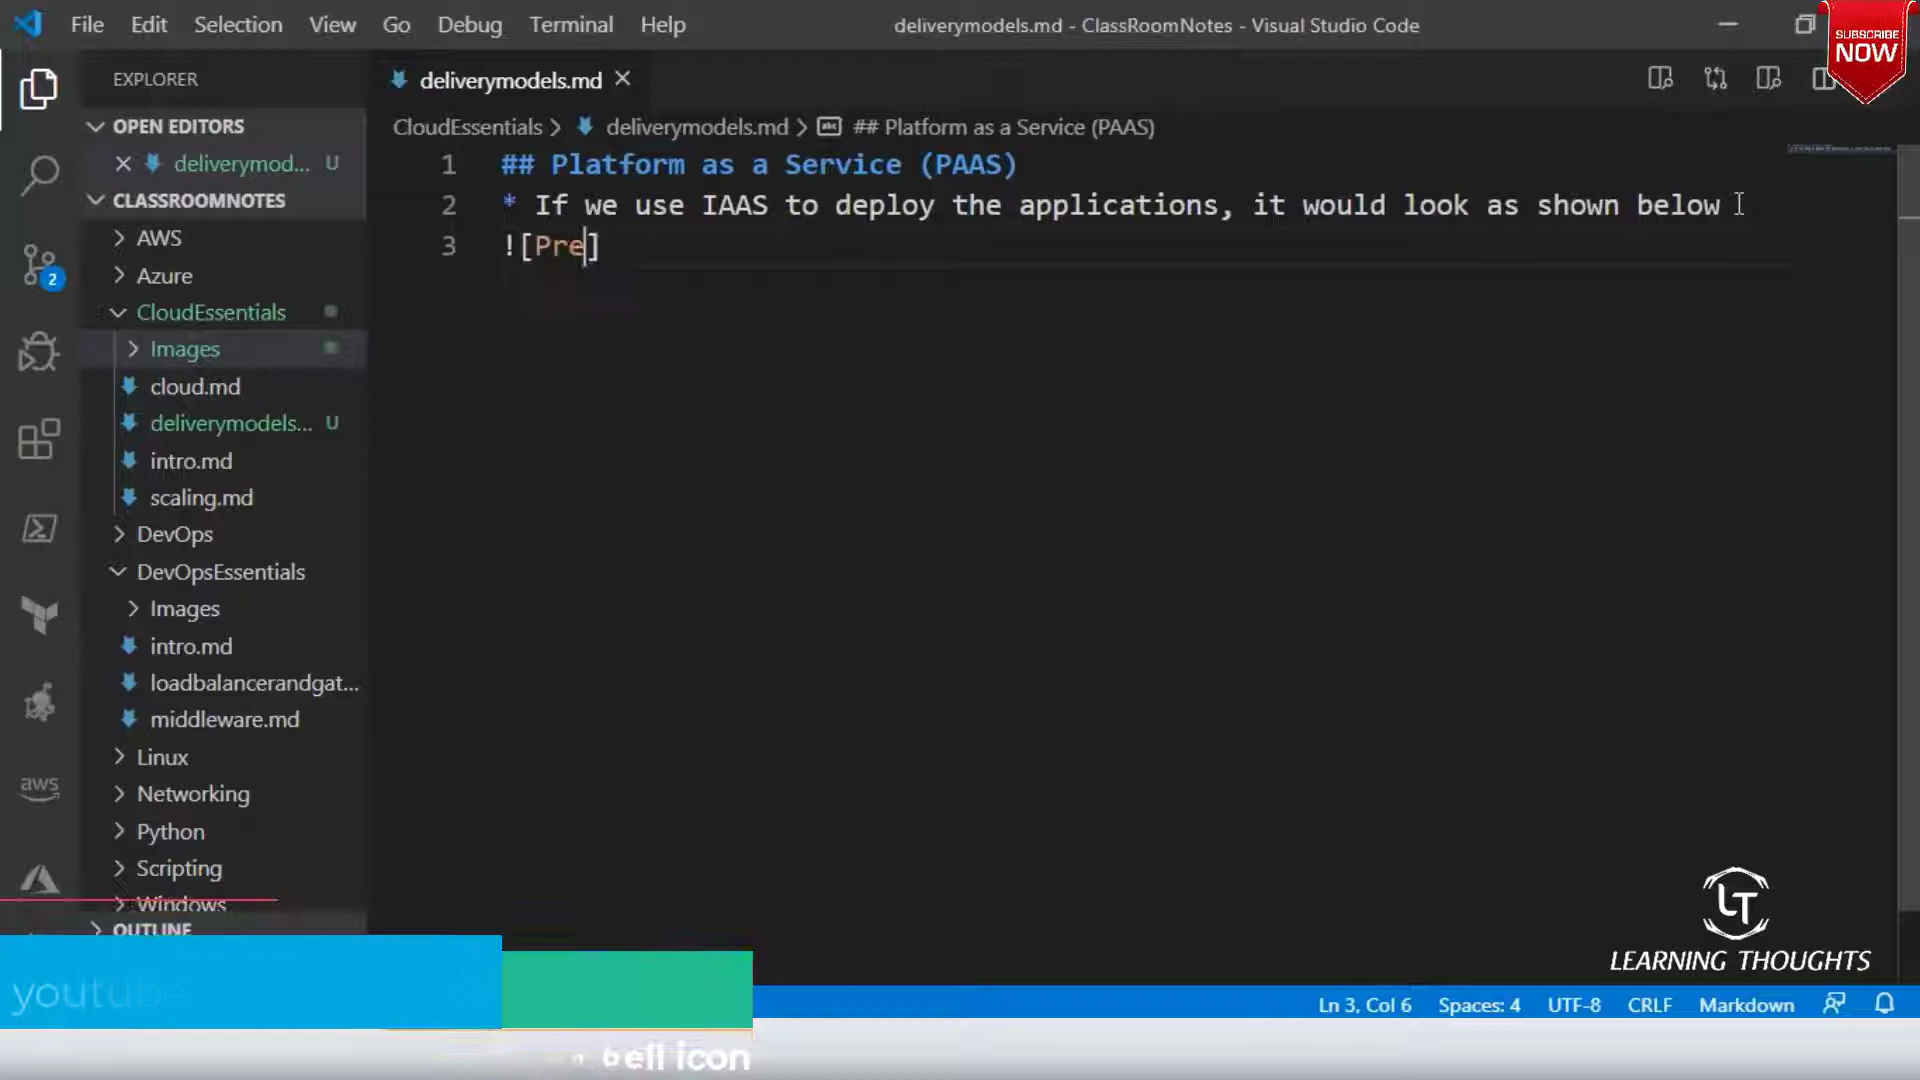 File Edit Selection View Go Debug Terminal Help
deliverymodels.md - ClassRoomNotes - Visual Studio Code
SUBSCRIBE
NOW
EXPLORER
deliverymodels.md
OPEN EDITORS
deliverymod... U
CLASSROOMNOTES
AWS
Azure
CloudEssentials
Images
cloud.md
deliverymodels... U
intro.md
scaling.md
DevOps
DevOpsEssentials
Images
intro.md
loadbalancerandgat...
middleware.md
Linux
Networking
Python
Scripting
Windows
OUTLINE
2
aws
CloudEssentials > deliverymodels.md > abc ## Platform as a Service (PAAS)
1 ## Platform as a Service (PAAS)
2 * If we use IAAS to deploy the applications, it would look as shown below
3 ![Pre]
LT
LEARNING THOUGHTS
youtube
Ln 3, Col 6 Spaces: 4 UTF-8 CRLF Markdown
bell icon